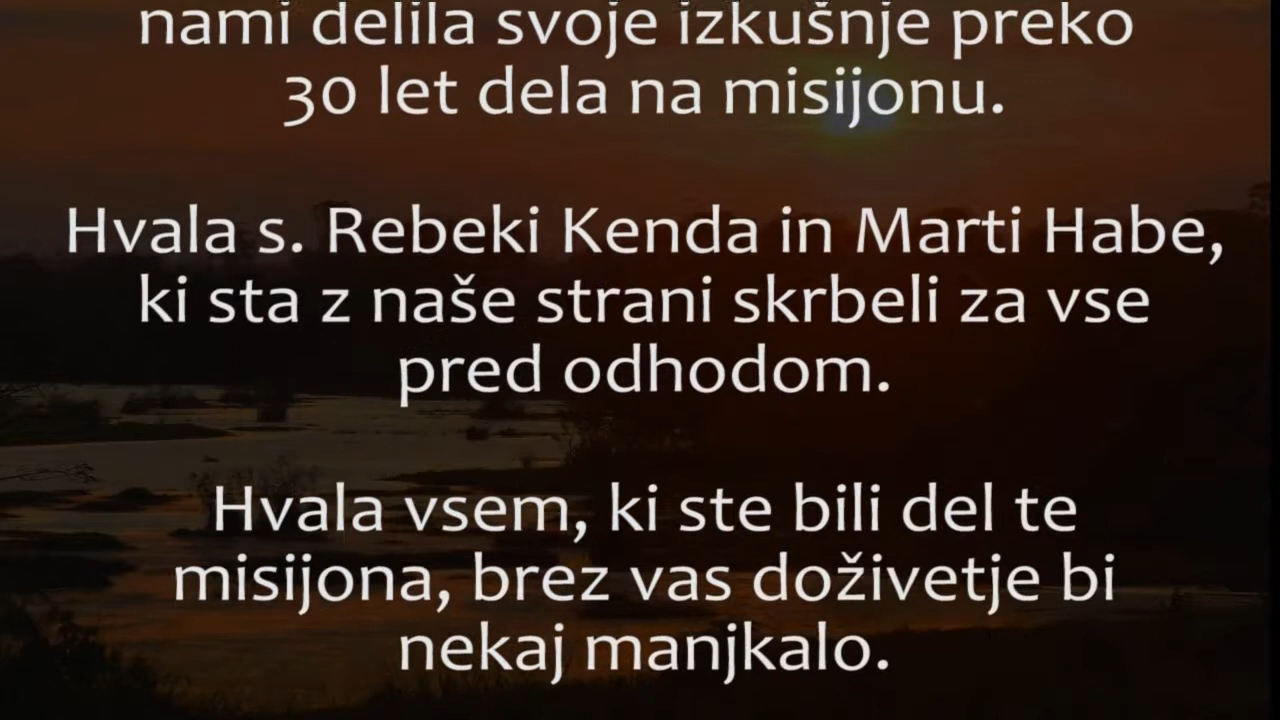 nami delila svoje izkušnje preko
30 let dela na misijonu.
Hvala s. Rebeki Kenda in Marti Habe,
ki sta z naše strani skrbeli za vse
pred odhodom.
Hvala vsem, ki ste bili del te
misijona, brez vas doživetje bi
nekaj manjkalo.